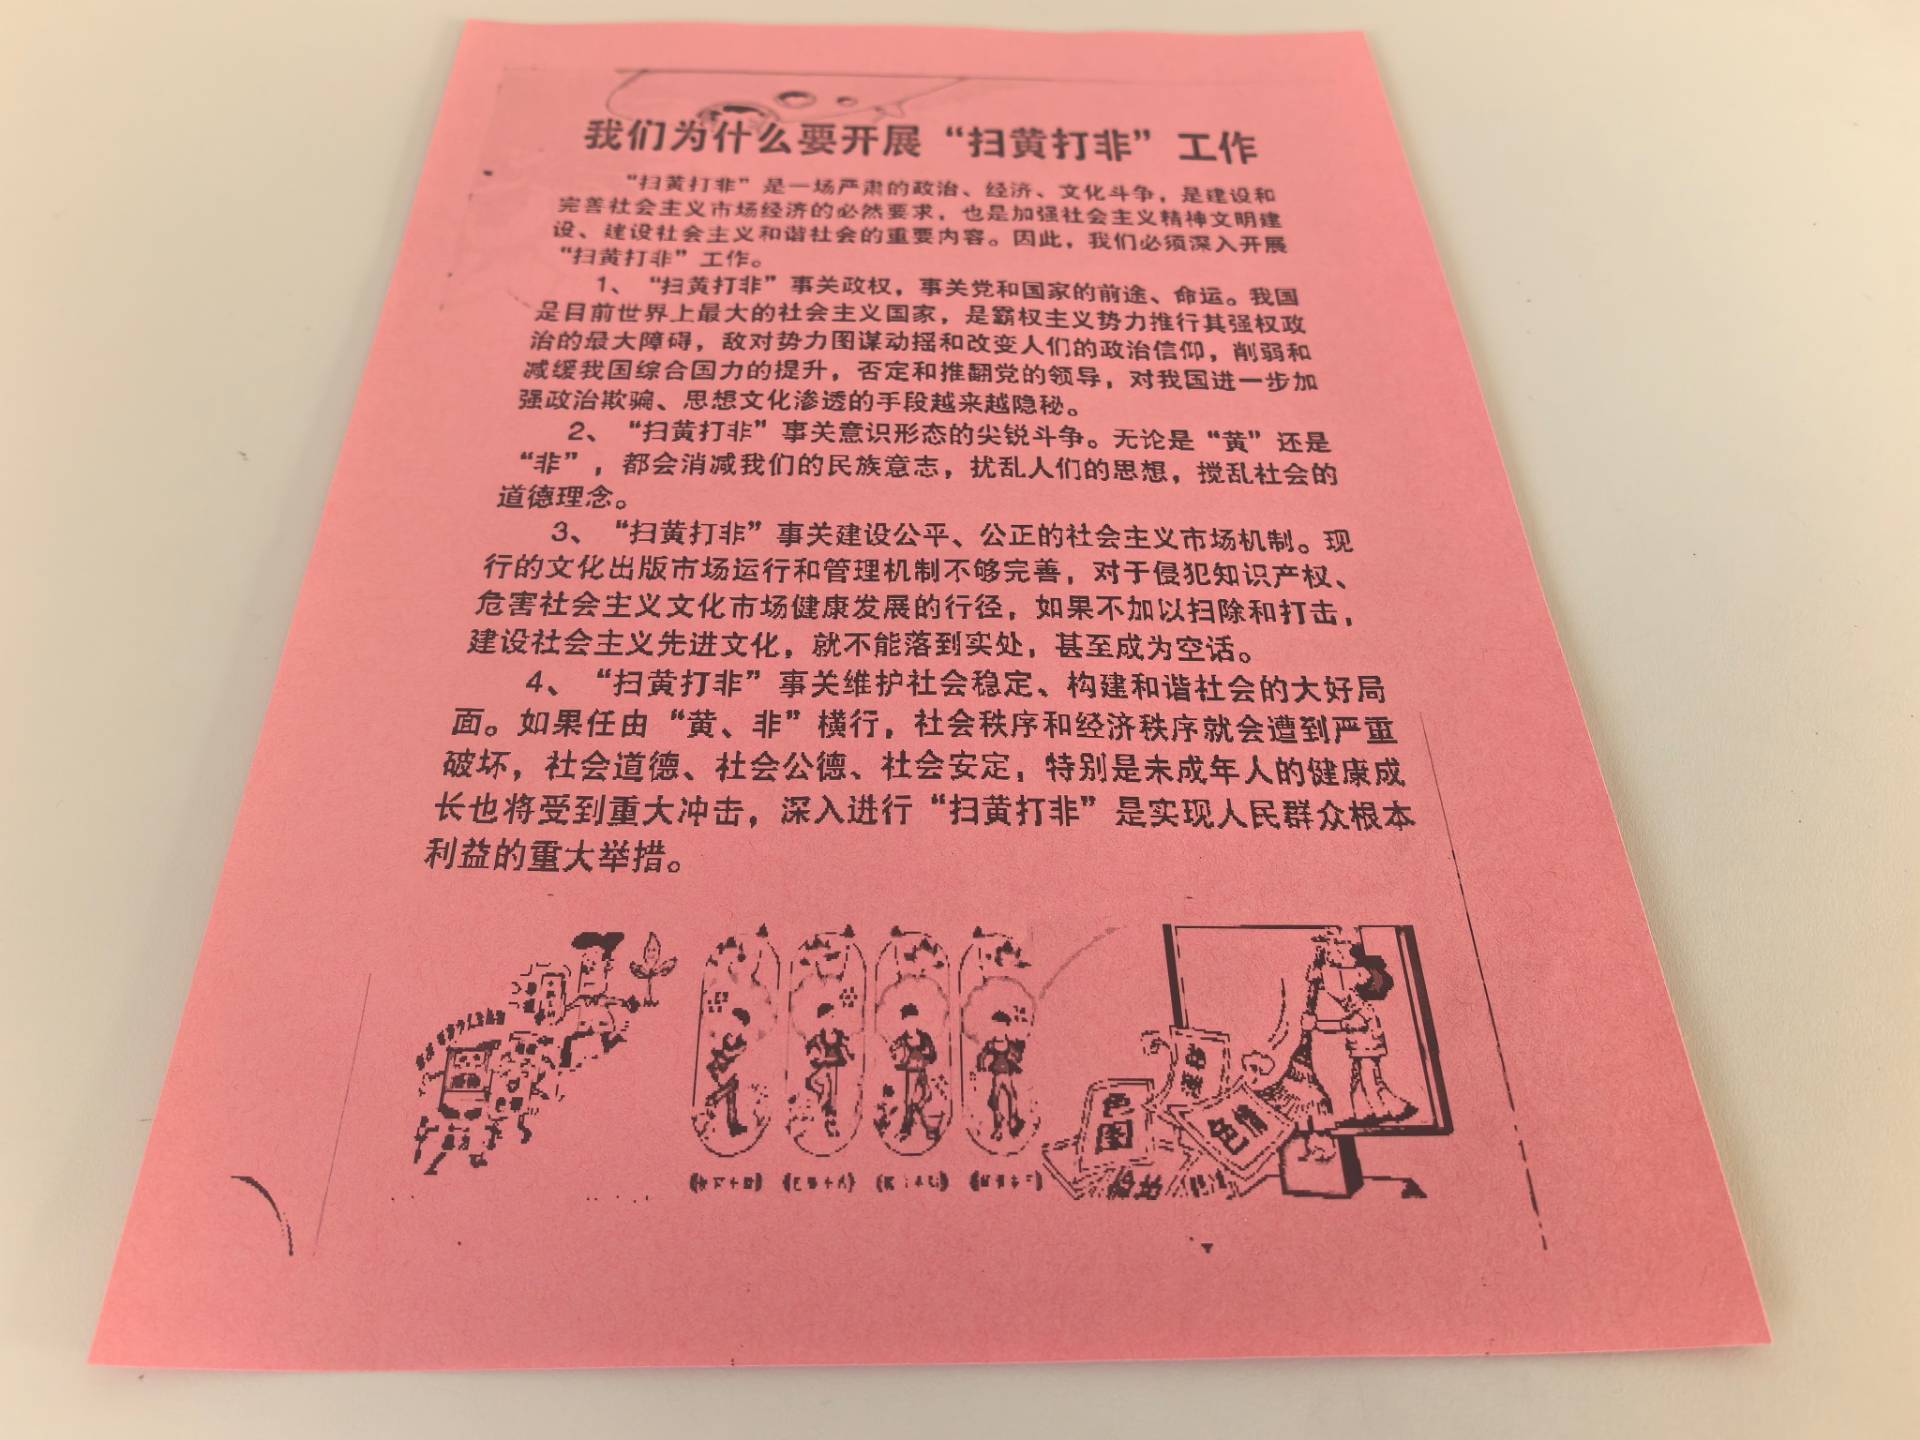 我们为什么要开展“扫黄打非”工作
“扫黄打非”是一场严肃的政治、经济、文化斗争，是建设和
完善社会主义市场经济的必然要求，也是加强社会主义精神文明建
设、建设社会主义和谐社会的重要内容。因此，我们必须深入开展
“扫黄打非”工作。
1、“扫黄打非”事关政权，事关党和国家的前途、命运。我国
是目前世界上最大的社会主义国家，是霸权主义势力推行其强权政
治的最大障碍，敌对势力图谋动摇和改变人们的政治信仰，削弱和
减缓我国综合国力的提升，否定和推翻党的领导，对我国进一步加
强政治欺骗、思想文化渗透的手段越来越隐秘。
2、“扫黄打非”事关意识形态的尖锐斗争。无论是“黄”还是
“非”，都会消减我们的民族意志，扰乱人们的思想，搅乱社会的
道德理念。
3、“扫黄打非”事关建设公平、公正的社会主义市场机制。现
行的文化出版市场运行和管理机制不够完善，对于侵犯知识产权、
危害社会主义文化市场健康发展的行径，如果不加以扫除和打击，
建设社会主义先进文化，就不能落到实处，甚至成为空话。
4、“扫黄打非”事关维护社会稳定、构建和谐社会的大好局
面。如果任由“黄、非”横行，社会秩序和经济秩序就会遭到严重
破坏，社会道德、社会公德、社会安定，特别是未成年人的健康成
长也将受到重大冲击，深入进行“扫黄打非”是实现人民群众根本
利益的重大举措。
色图
色情